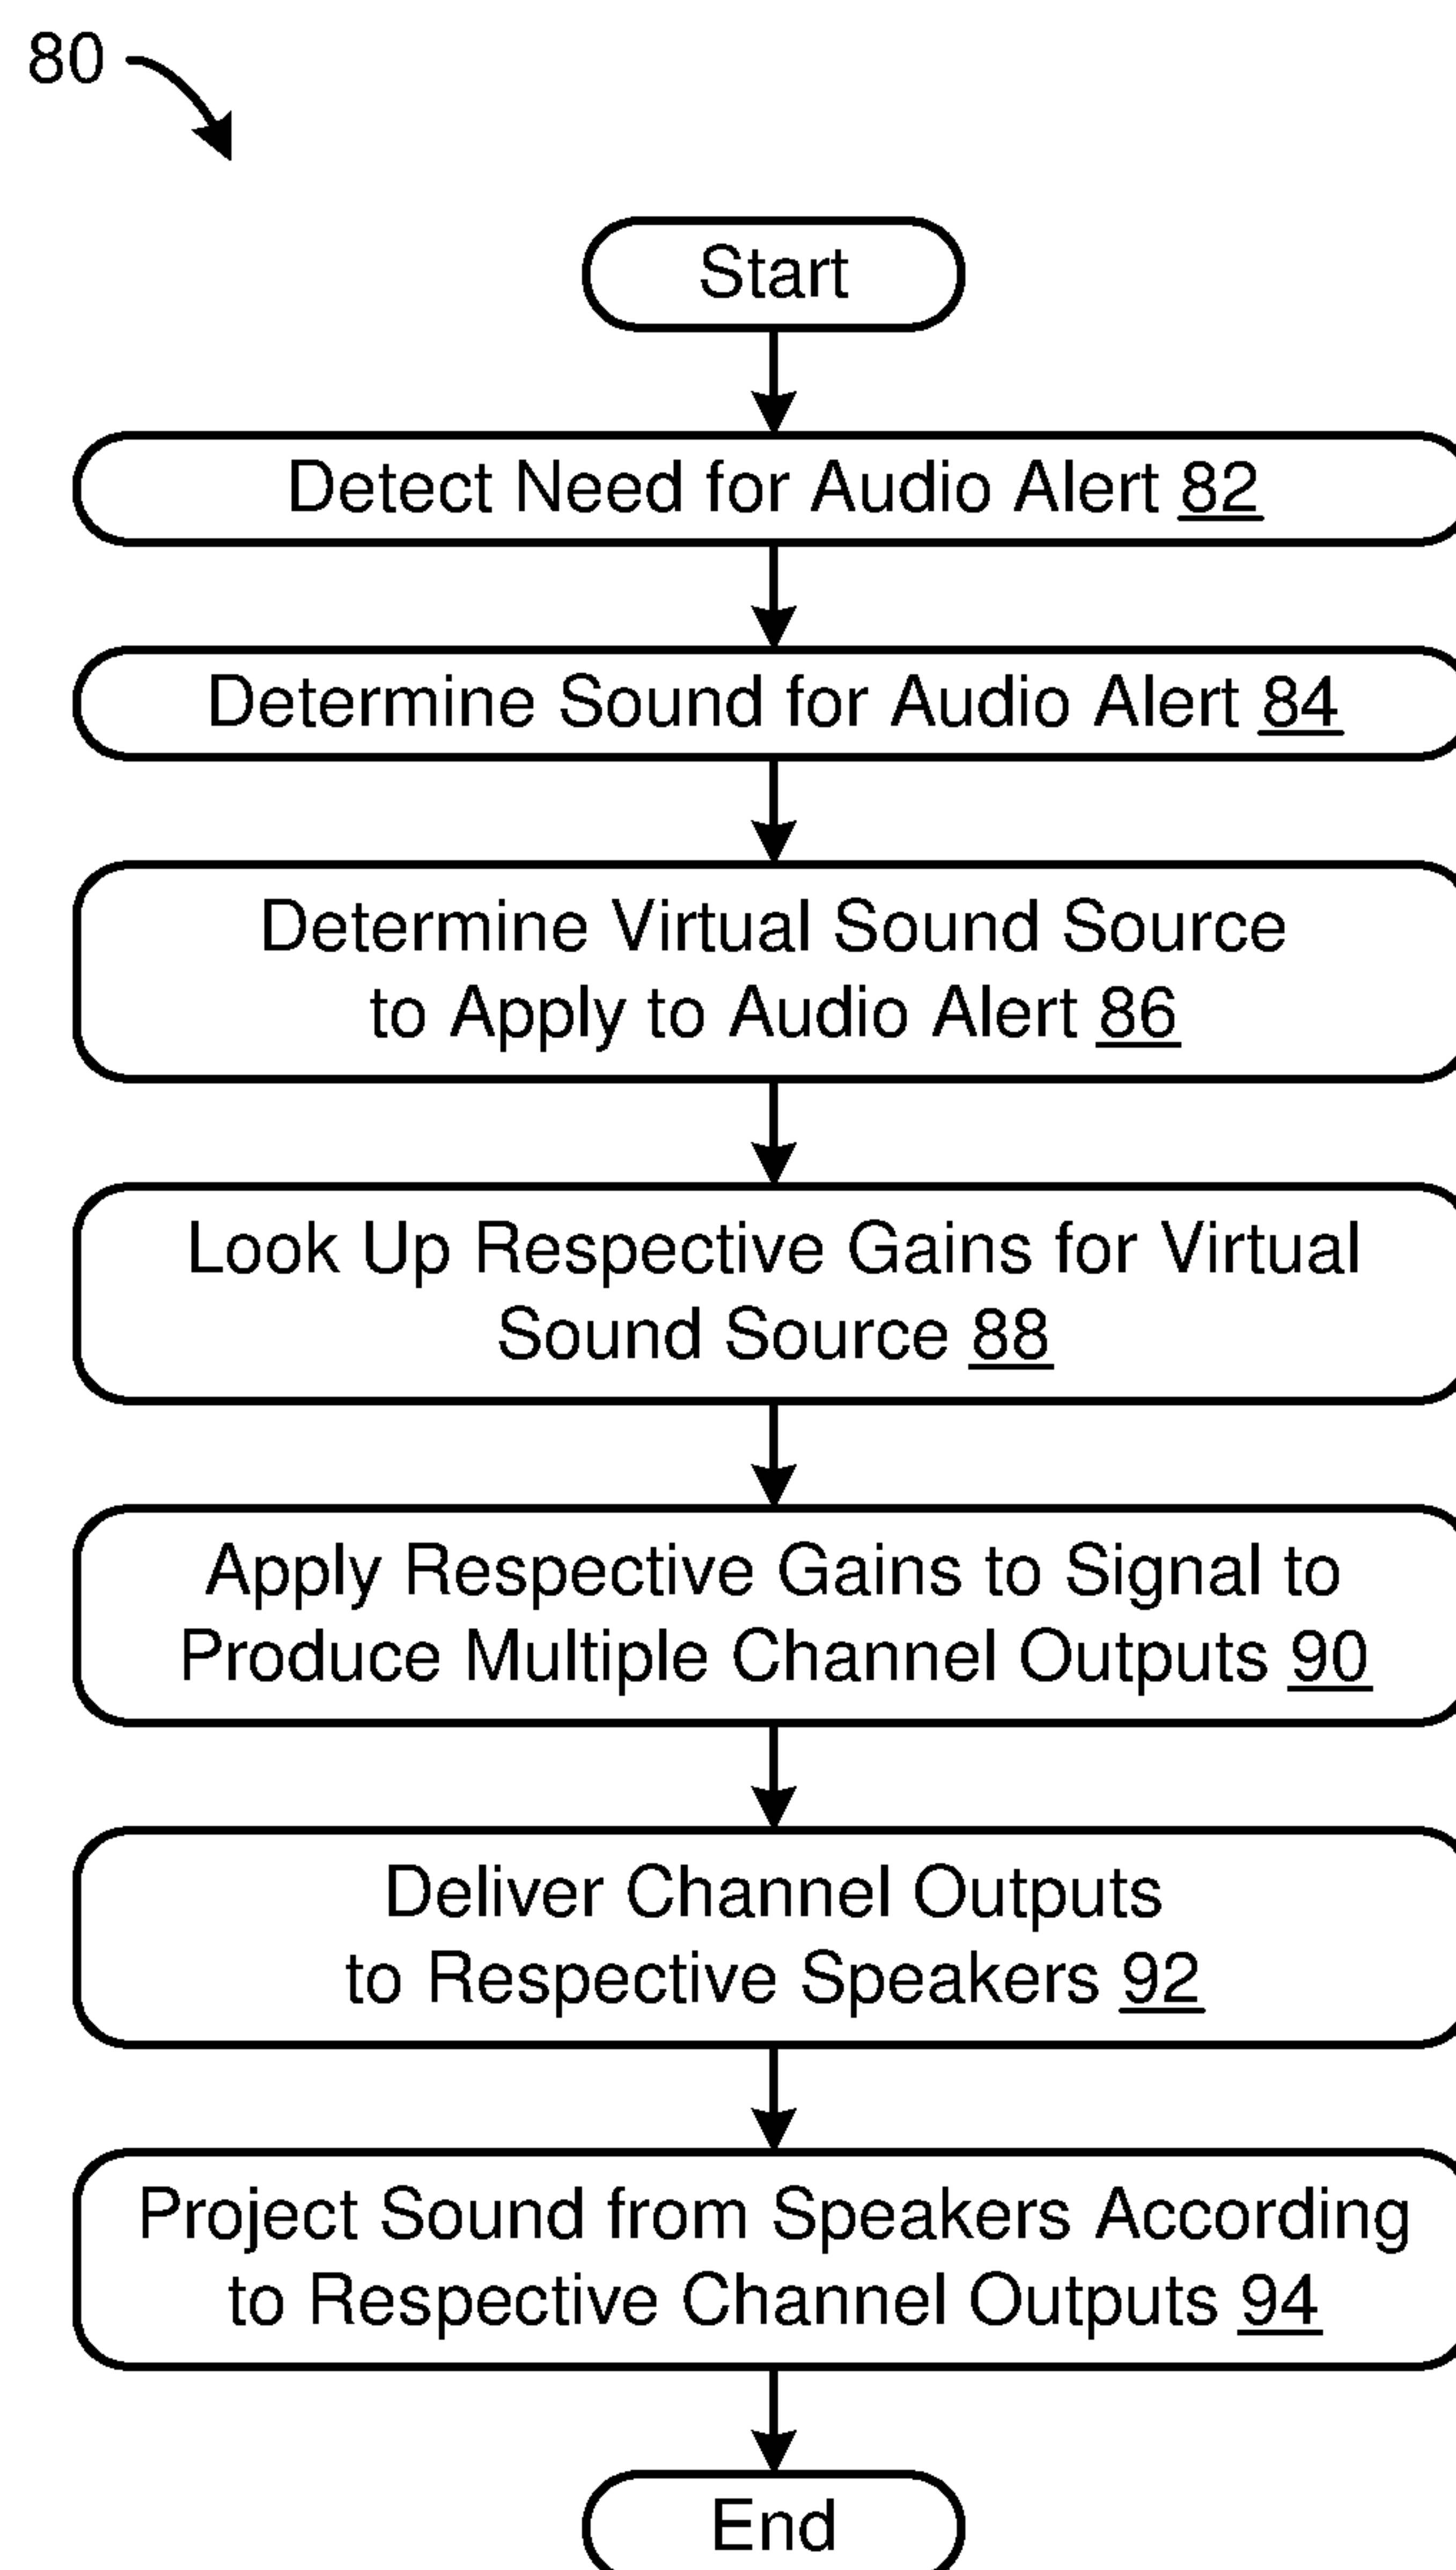 80
Start
Detect Need for Audio Alert 82
Determine Sound for Audio Alert 84
Determine Virtual Sound Source
to Apply to Audio Alert 86
Look Up Respective Gains for Virtual
Sound Source 88
Apply Respective Gains to Signal to
Produce Multiple Channel Outputs 90
Deliver Channel Outputs
to Respective Speakers 92
Project Sound from Speakers According
to Respective Channel Outputs 94
End